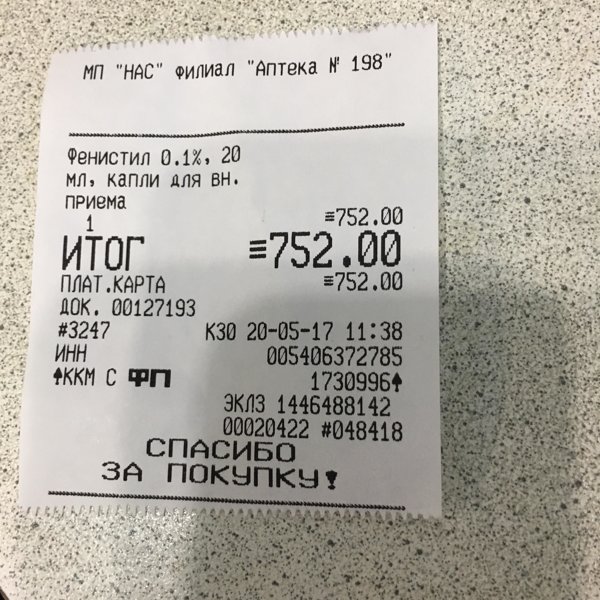 МП "НАС" ФИЛИАЛ "Аптека № 198"
Фенистил 0.1%, 20
мл, капли для вн.
приема
1 ≡752.00
ИТОГ ≡752.00
ПЛАТ.КАРТА ≡752.00
ДОК. 00127193
#3247 К30 20-05-17 11:38
ИНН 005406372785
♠ККМ С ФП 1730996♠
ЭКЛЗ 1446488142
00020422 #048418
СПАСИБО
ЗА ПОКУПКУ!